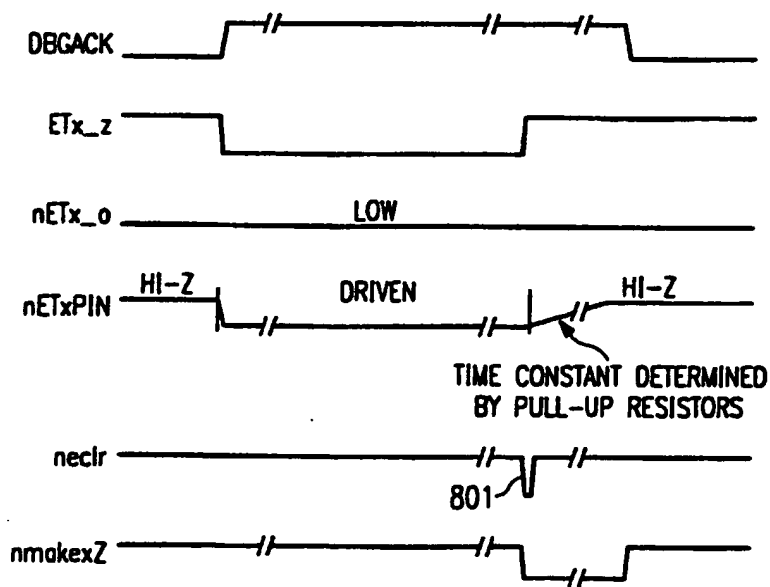 DBGACK
ETx_z
nETx_o LOW
nETxPIN HI-Z DRIVEN HI-Z
TIME CONSTANT DETERMINED
BY PULL-UP RESISTORS
neclr
801
nmakexZ